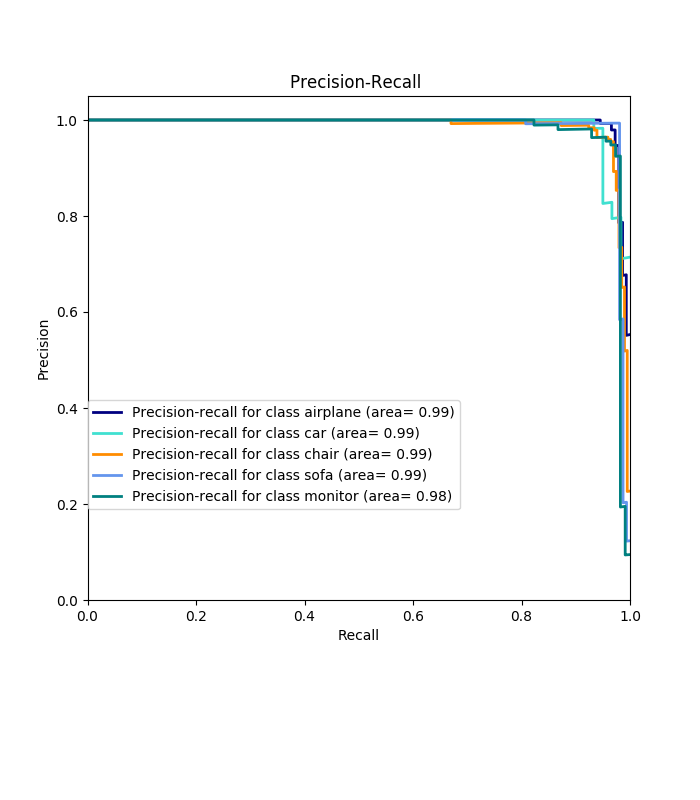 Precision-Recall
1.0
0.8
0.6
0.4
0.2
0.0
Precision
Precision-recall for class airplane (area= 0.99)
Precision-recall for class car (area= 0.99)
Precision-recall for class chair (area= 0.99)
Precision-recall for class sofa (area= 0.99)
Precision-recall for class monitor (area= 0.98)
0.0 0.2 0.4 0.6 0.8 1.0
Recall